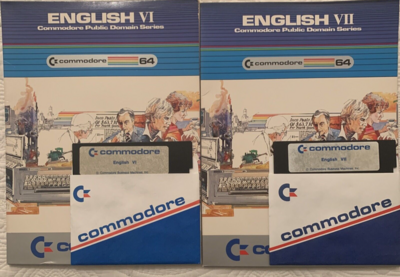 ENGLISH VI
Commodore Public Domain Series
commodore 64
commodore
English VI
commodore
ENGLISH VII
Commodore Public Domain Series
commodore 64
commodore
English VII
commodore